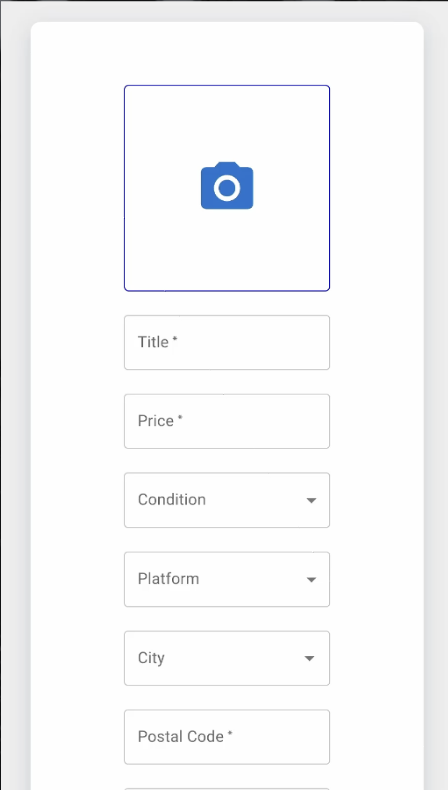 Title *
Price *
Condition
Platform
City
Postal Code *